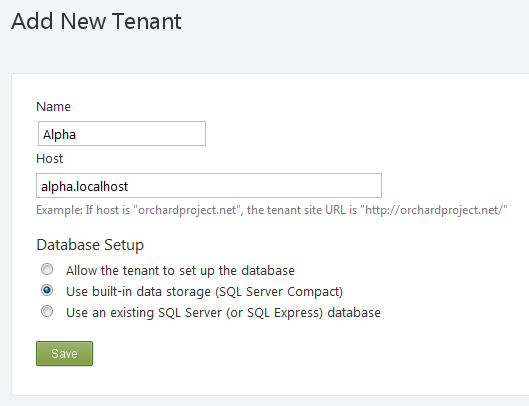 Add New Tenant
Name
Alpha
Host
alpha.localhost
Example: If host is "orchardproject.net", the tenant site URL is "http://orchardproject.net/"
Database Setup
Allow the tenant to set up the database
Use built-in data storage (SQL Server Compact)
Use an existing SQL Server (or SQL Express) database
Save